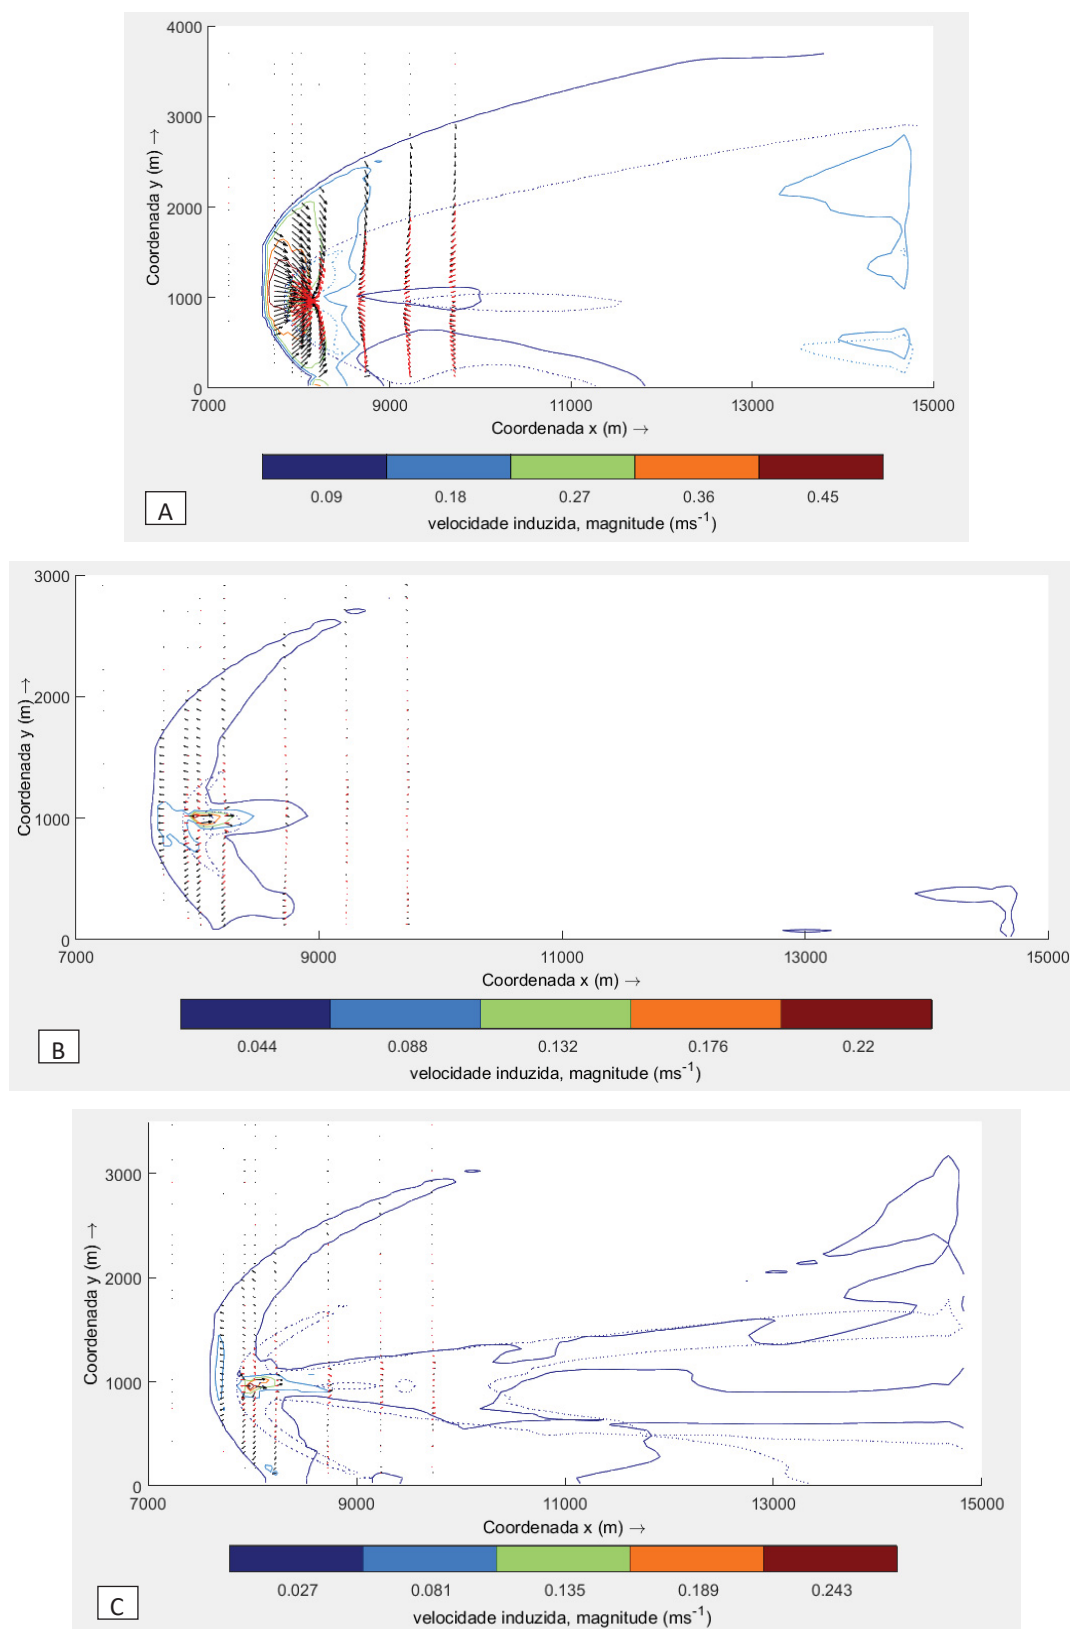 4000
3000
2000
1000
0
Coordenada y (m) →
7000 9000 11000 13000 15000
Coordenada x (m) →
0.09 0.18 0.27 0.36 0.45
velocidade induzida, magnitude (ms⁻¹)
A
3000
2000
1000
0
Coordenada y (m) →
7000 9000 11000 13000 15000
Coordenada x (m) →
0.044 0.088 0.132 0.176 0.22
velocidade induzida, magnitude (ms⁻¹)
B
3000
2000
1000
0
Coordenada y (m) →
7000 9000 11000 13000 15000
Coordenada x (m) →
0.027 0.081 0.135 0.189 0.243
velocidade induzida, magnitude (ms⁻¹)
C